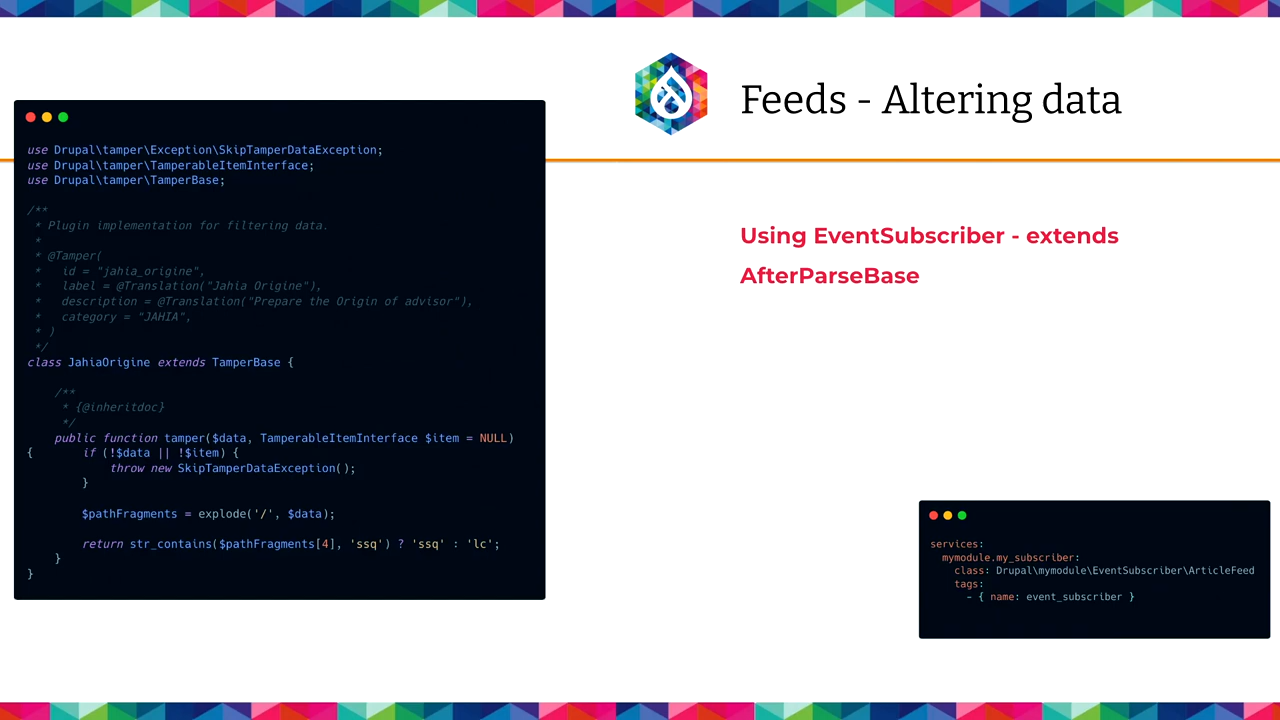 Feeds - Altering data
use Drupal\tamper\Exception\SkipTamperDataException;
use Drupal\tamper\TamperableItemInterface;
use Drupal\tamper\TamperBase;
/**
 * Plugin implementation for filtering data.
 *
 * @Tamper(
 *   id = "jahia_origine",
 *   label = @Translation("Jahia Origine"),
 *   description = @Translation("Prepare the Origin of advisor"),
 *   category = "JAHIA",
 * )
 */
class JahiaOrigine extends TamperBase {
    /**
     * {@inheritdoc}
     */
    public function tamper($data, TamperableItemInterface $item = NULL)
{       if (!$data || !$item) {
            throw new SkipTamperDataException();
        }
        $pathFragments = explode('/', $data);
        return str_contains($pathFragments[4], 'ssq') ? 'ssq' : 'lc';
    }
}
Using EventSubscriber - extends
AfterParseBase
services:
  mymodule.my_subscriber:
    class: Drupal\mymodule\EventSubscriber\ArticleFeed
    tags:
      - { name: event_subscriber }